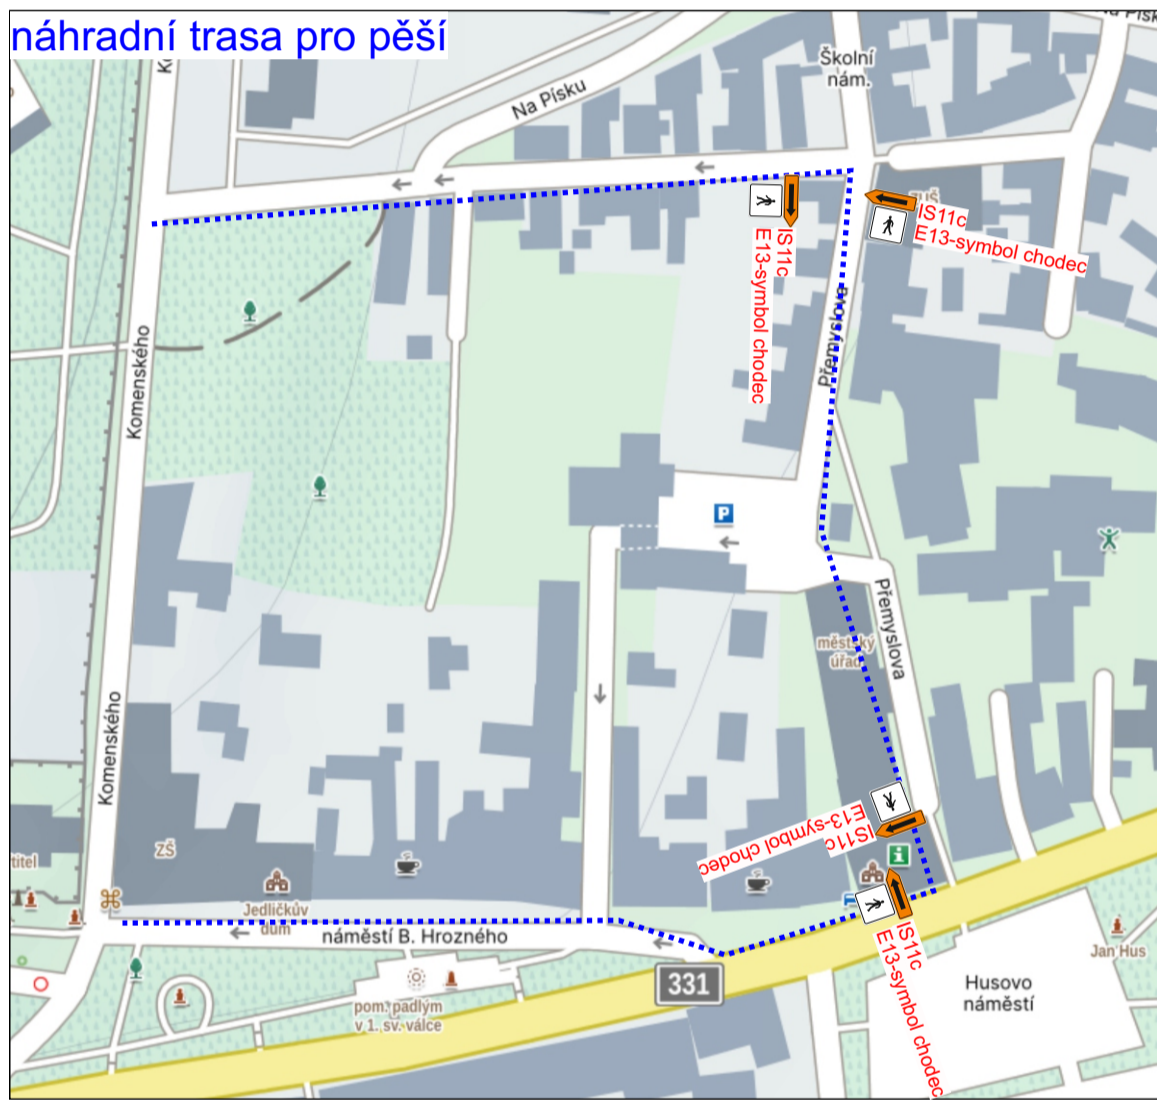 náhradní trasa pro pěší
Na Písku
Školní
nám.
ZUŠ
IS11c
E13-symbol chodec
IS11c
E13-symbol chodec
Přemyslova
Komenského
P
Přemyslova
městský
úřad
Komenského
IS11c
E13-symbol chodec
ZŠ
Jedličkův
dům
náměstí B. Hrozného
331
pom. padlým
v 1. sv. válce
IS11c
E13-symbol chodec
Husovo
náměstí
Jan Hus